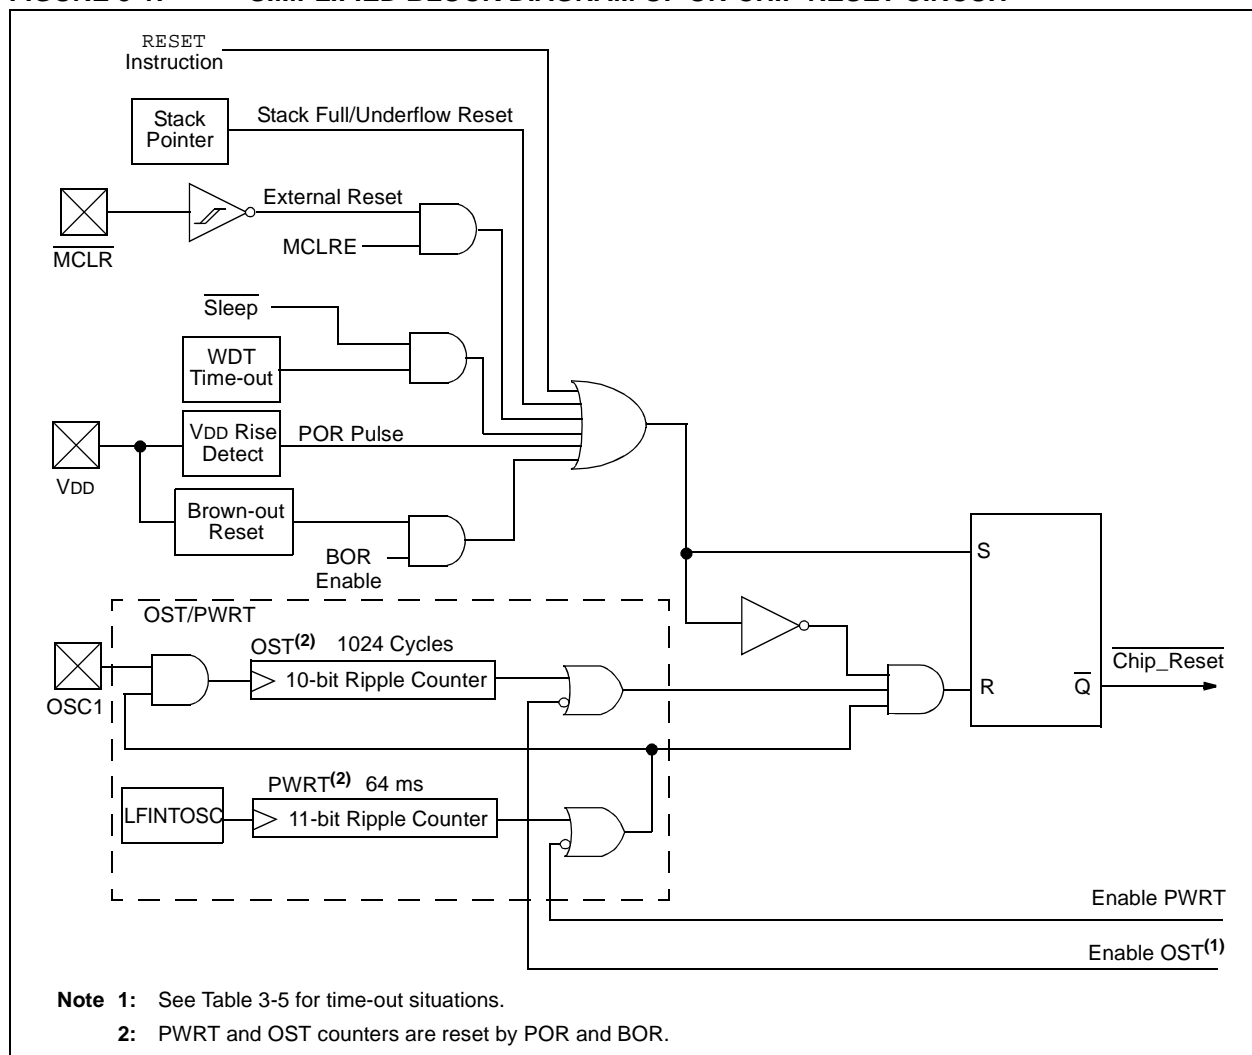 RESET
Instruction
Stack
Pointer
Stack Full/Underflow Reset
External Reset
MCLR
MCLRE
Sleep
WDT
Time-out
VDD Rise
Detect
POR Pulse
VDD
Brown-out
Reset
BOR
Enable
S
OST/PWRT
OST(2) 1024 Cycles
10-bit Ripple Counter
OSC1
Chip_Reset
R
Q
PWRT(2) 64 ms
LFINTOSC
11-bit Ripple Counter
Enable PWRT
Enable OST(1)
Note 1: See Table 3-5 for time-out situations.
2: PWRT and OST counters are reset by POR and BOR.